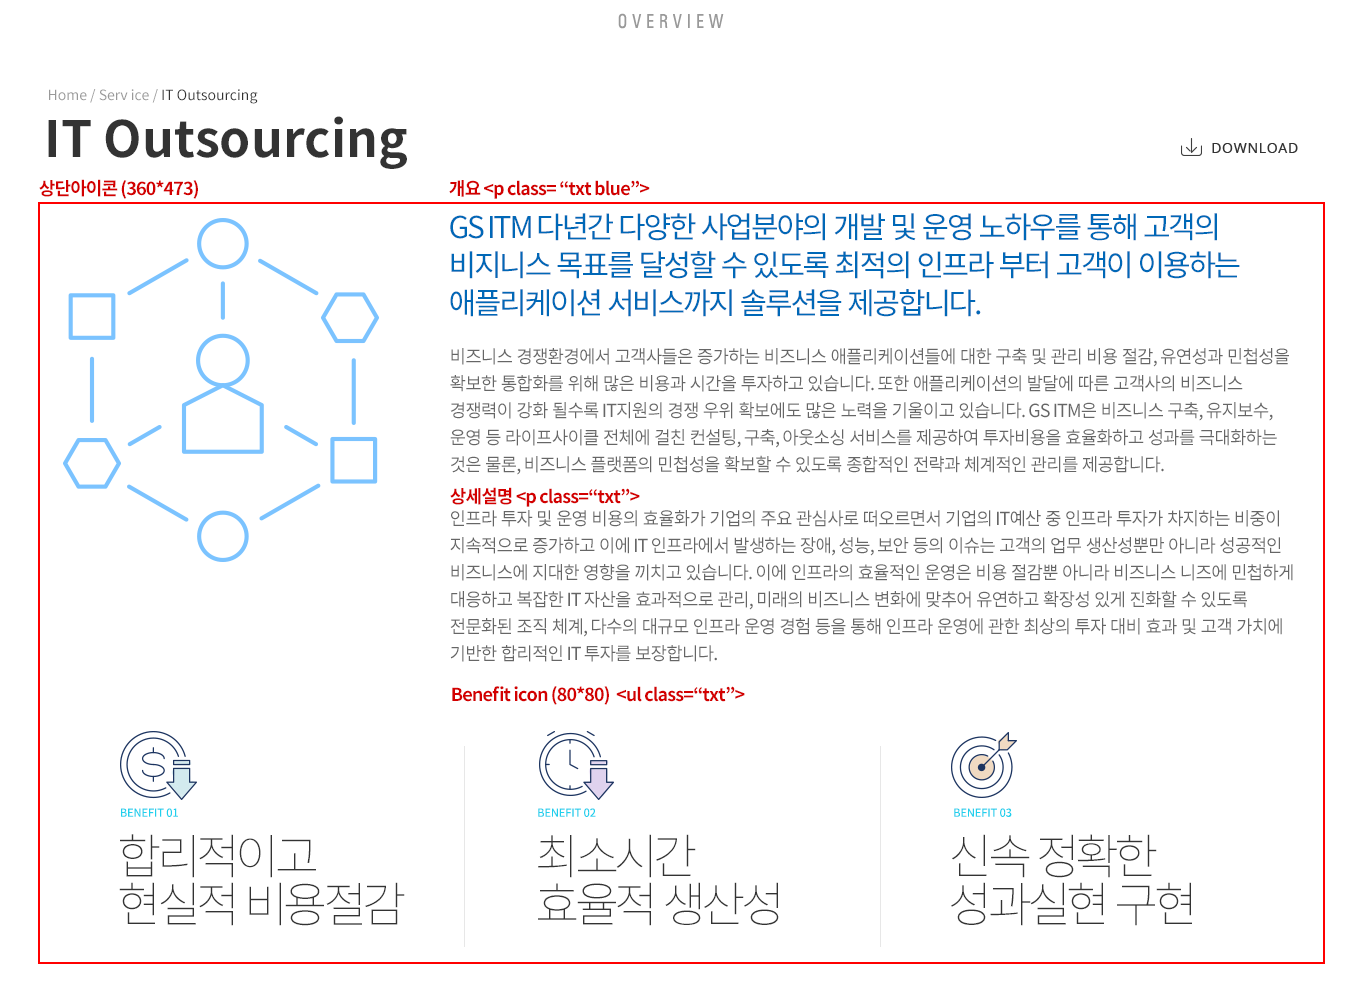 OVERVIEW
Home / Serv ice / IT Outsourcing
IT Outsourcing
DOWNLOAD
상단아이콘 (360*473)
개요 <p class= “txt blue”>
GS ITM 다년간 다양한 사업분야의 개발 및 운영 노하우를 통해 고객의
비지니스 목표를 달성할 수 있도록 최적의 인프라 부터 고객이 이용하는
애플리케이션 서비스까지 솔루션을 제공합니다.
비즈니스 경쟁환경에서 고객사들은 증가하는 비즈니스 애플리케이션들에 대한 구축 및 관리 비용 절감, 유연성과 민첩성을
확보한 통합화를 위해 많은 비용과 시간을 투자하고 있습니다. 또한 애플리케이션의 발달에 따른 고객사의 비즈니스
경쟁력이 강화 될수록 IT지원의 경쟁 우위 확보에도 많은 노력을 기울이고 있습니다. GS ITM은 비즈니스 구축, 유지보수,
운영 등 라이프사이클 전체에 걸친 컨설팅, 구축, 아웃소싱 서비스를 제공하여 투자비용을 효율화하고 성과를 극대화하는
것은 물론, 비즈니스 플랫폼의 민첩성을 확보할 수 있도록 종합적인 전략과 체계적인 관리를 제공합니다.
상세설명 <p class=“txt”>
인프라 투자 및 운영 비용의 효율화가 기업의 주요 관심사로 떠오르면서 기업의 IT예산 중 인프라 투자가 차지하는 비중이
지속적으로 증가하고 이에 IT 인프라에서 발생하는 장애, 성능, 보안 등의 이슈는 고객의 업무 생산성뿐만 아니라 성공적인
비즈니스에 지대한 영향을 끼치고 있습니다. 이에 인프라의 효율적인 운영은 비용 절감뿐 아니라 비즈니스 니즈에 민첩하게
대응하고 복잡한 IT 자산을 효과적으로 관리, 미래의 비즈니스 변화에 맞추어 유연하고 확장성 있게 진화할 수 있도록
전문화된 조직 체계, 다수의 대규모 인프라 운영 경험 등을 통해 인프라 운영에 관한 최상의 투자 대비 효과 및 고객 가치에
기반한 합리적인 IT 투자를 보장합니다.
Benefit icon (80*80) <ul class=“txt”>
BENEFIT 01
합리적이고
현실적 비용절감
BENEFIT 02
최소시간
효율적 생산성
BENEFIT 03
신속 정확한
성과실현 구현